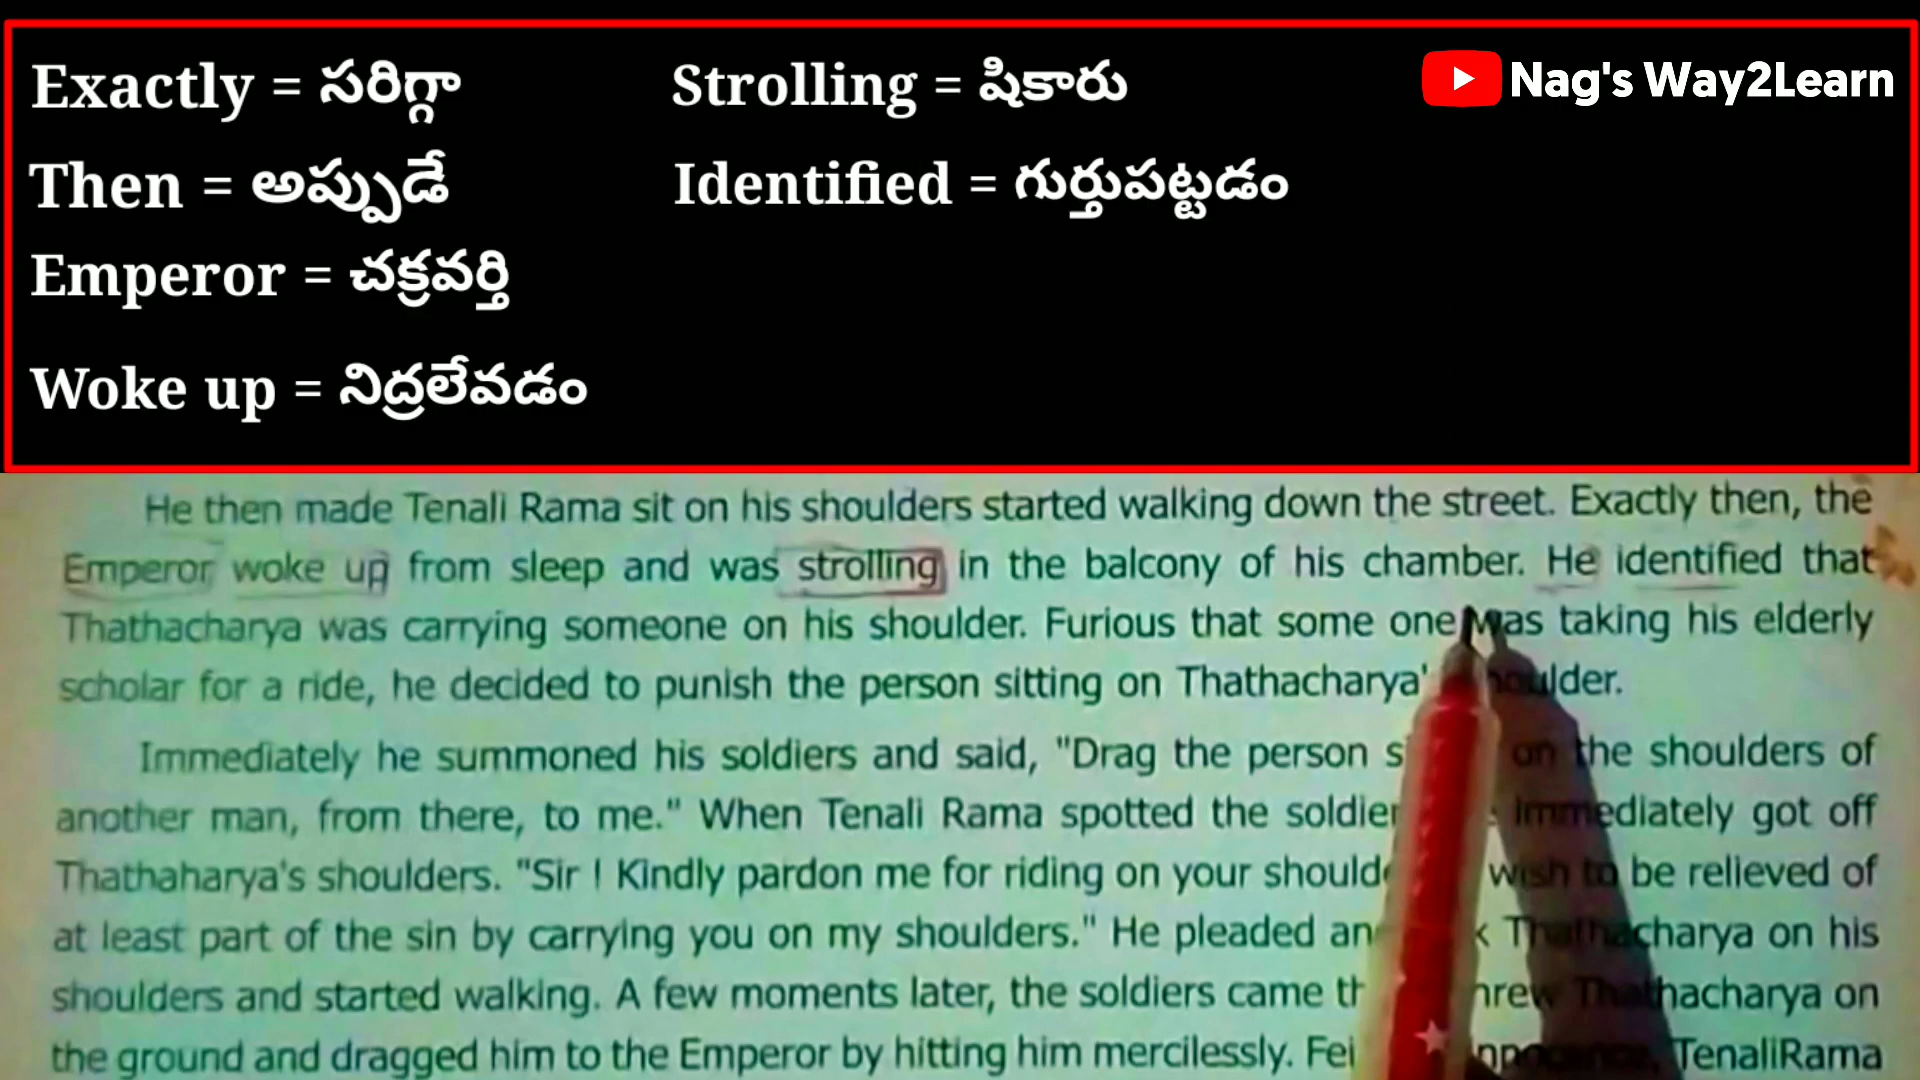 Exactly = సరిగ్గా
Strolling = షికారు
Nag's Way2Learn
Then = అప్పుడే
Identified = గుర్తుపట్టడం
Emperor = చక్రవర్తి
Woke up = నిద్రలేవడం
He then made Tenali Rama sit on his shoulders started walking down the street. Exactly then, the
Emperor woke up from sleep and was strolling in the balcony of his chamber. He identified that
Thathacharya was carrying someone on his shoulder. Furious that some one was taking his elderly
scholar for a ride, he decided to punish the person sitting on Thathacharya' shoulder.
Immediately he summoned his soldiers and said, "Drag the person on the shoulders of
another man, from there, to me." When Tenali Rama spotted the immediately got off
Thathaharya's shoulders. "Sir ! Kindly pardon me for riding on your wish to be relieved of
at least part of the sin by carrying you on my shoulders." He pleaded Thathacharya on his
shoulders and started walking. A few moments later, the soldiers came Thathacharya on
the ground and dragged him to the Emperor by hitting him mercilessly. TenaliRama